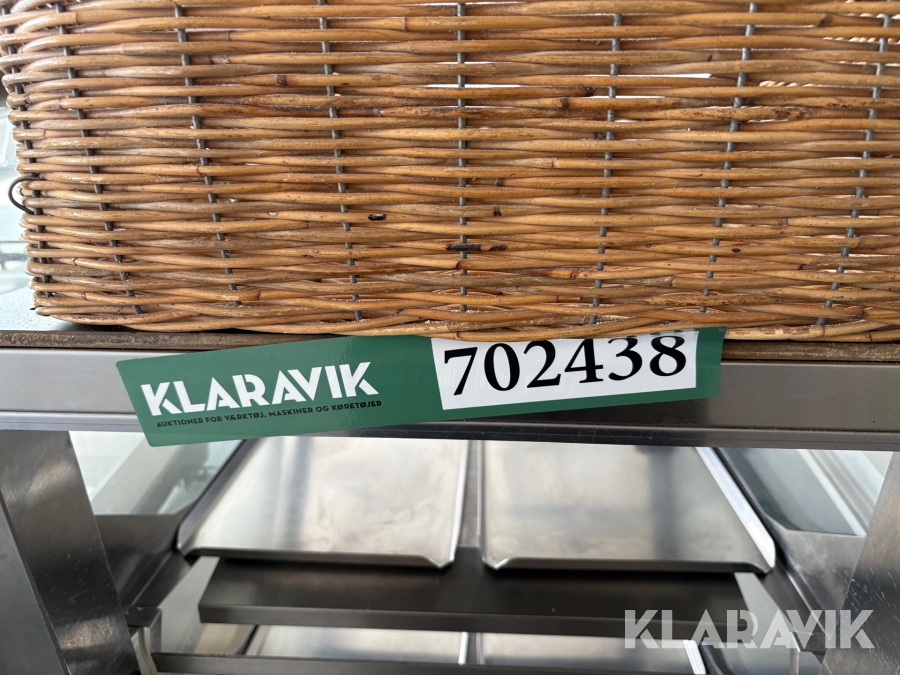 KLARAVIK
AUKTIONER FOR VÆRKTØJ, MASKINER OG KØRETØJER
702438
KLARAVIK